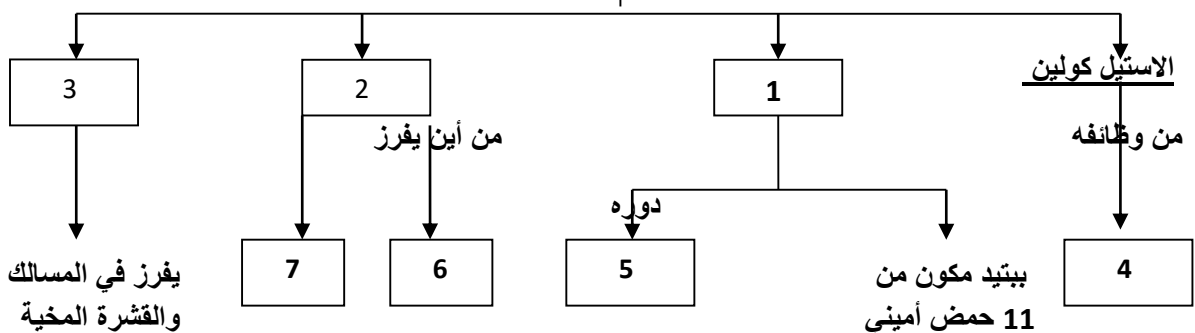 الاستيل كولين
1
2
3
من وظائفه
من أين يفرز
دوره
4
ببتيد مكون من
11 حمض أميني
5
6
7
يفرز في المسالك
والقشرة المخية